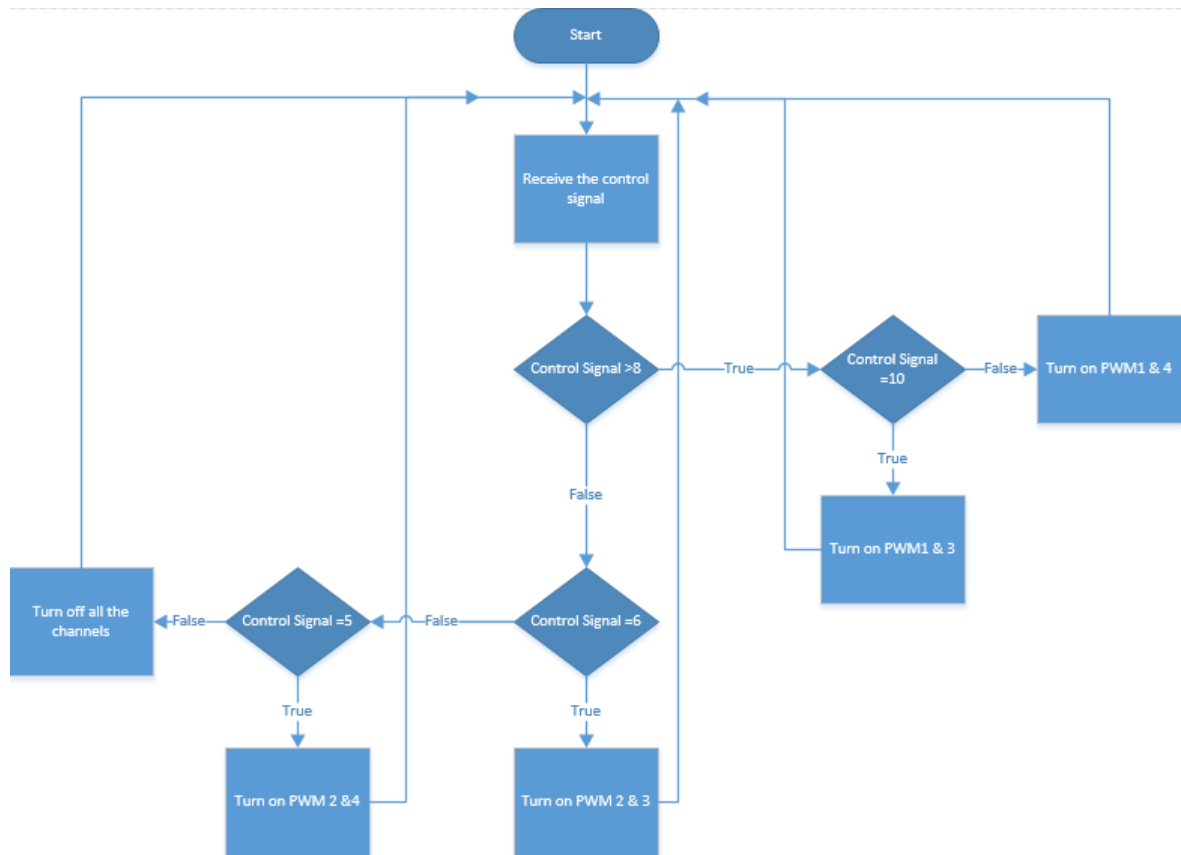 Start
Receive the control
signal
Control Signal >8
True
Control Signal
=10
False
Turn on PWM1 & 4
True
Turn on PWM1 & 3
False
Control Signal =6
False
Control Signal =5
False
Turn off all the
channels
True
Turn on PWM 2 &4
True
Turn on PWM 2 & 3